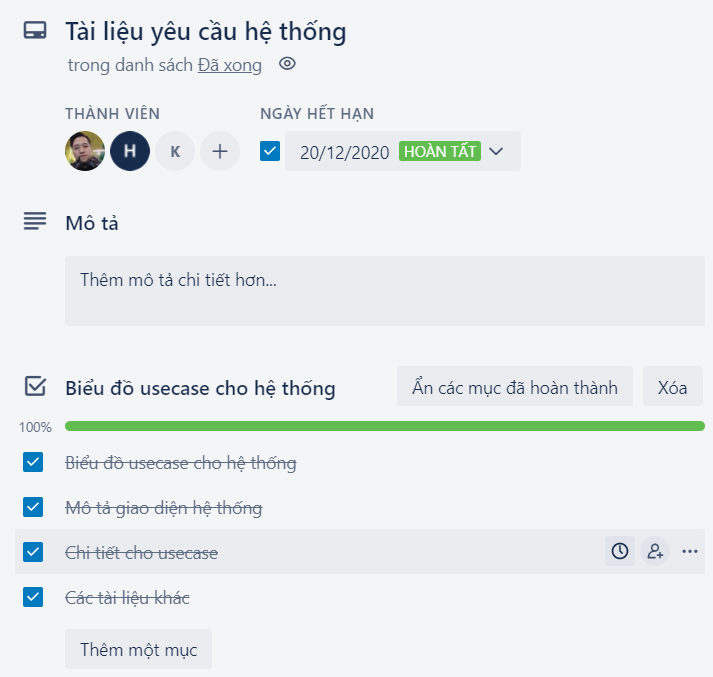 Tài liệu yêu cầu hệ thống
trong danh sách Đã xong
THÀNH VIÊN
NGÀY HẾT HẠN
H
K
20/12/2020 HOÀN TẤT
Mô tả
Thêm mô tả chi tiết hơn...
Biểu đồ usecase cho hệ thống
Ẩn các mục đã hoàn thành
Xóa
100%
Biểu đồ usecase cho hệ thống
Mô tả giao diện hệ thống
Chi tiết cho usecase
Các tài liệu khác
Thêm một mục